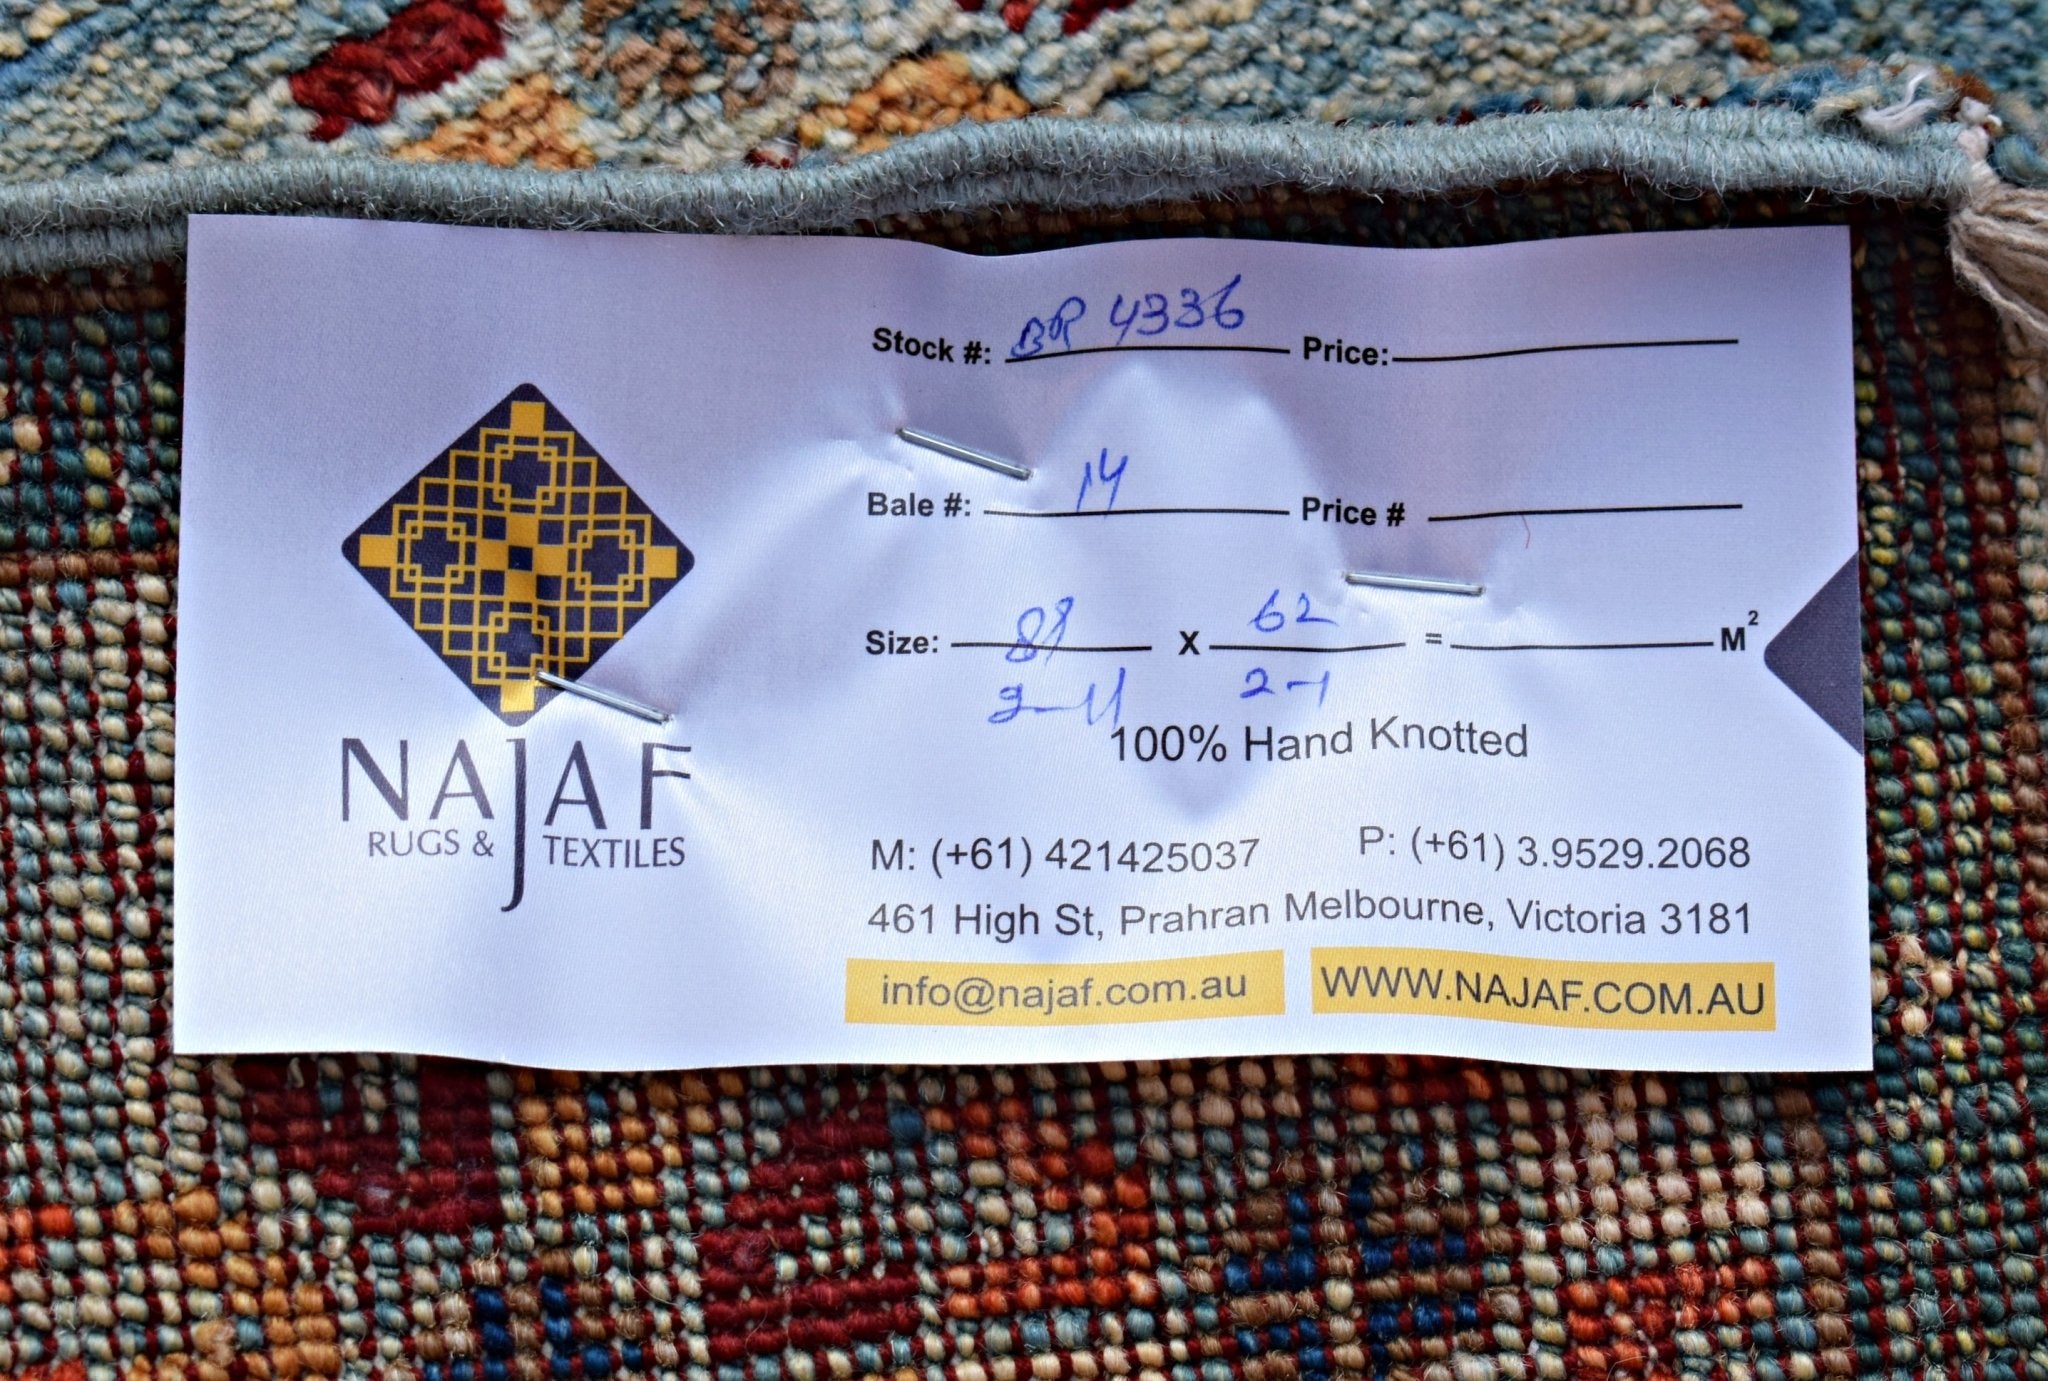 Stock #: BR 4336 Price:
Bale #: 14 Price #
Size: X 62 = M²
2-11 2-1
100% Hand Knotted
NAJAF
RUGS & TEXTILES
M: (+61) 421425037 P: (+61) 3.9529.2068
461 High St, Prahran Melbourne, Victoria 3181
info@najaf.com.au WWW.NAJAF.COM.AU